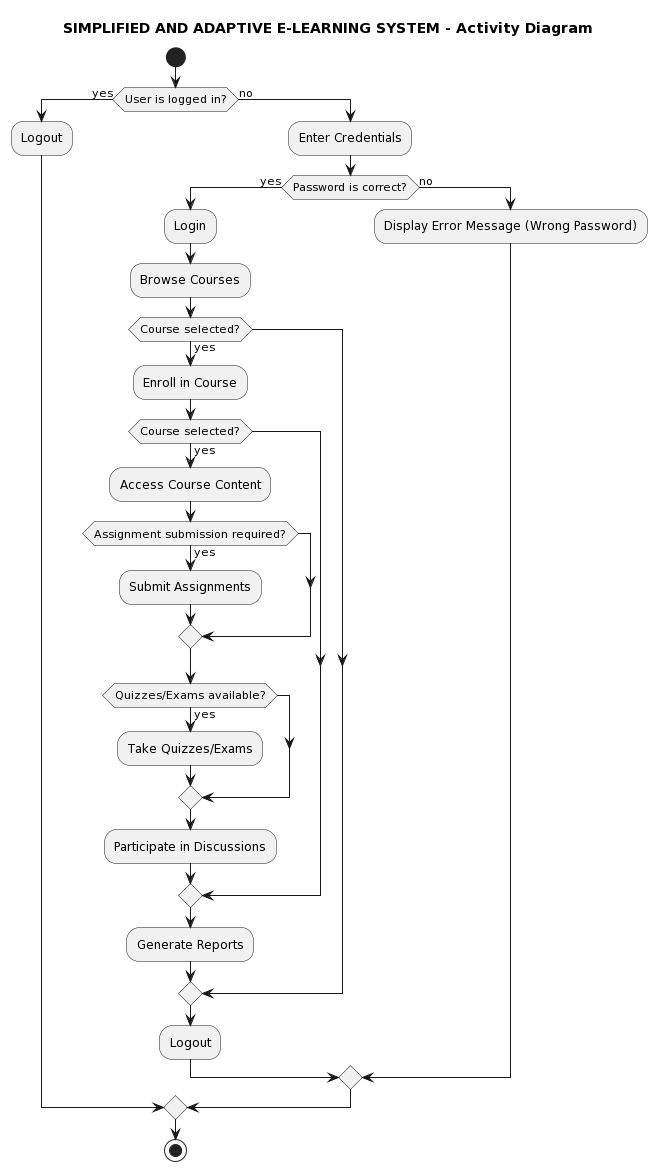 SIMPLIFIED AND ADAPTIVE E-LEARNING SYSTEM - Activity Diagram
yes
User is logged in?
no
Logout
Enter Credentials
yes
Password is correct?
no
Login
Display Error Message (Wrong Password)
Browse Courses
Course selected?
yes
Enroll in Course
Course selected?
yes
Access Course Content
Assignment submission required?
yes
Submit Assignments
Quizzes/Exams available?
yes
Take Quizzes/Exams
Participate in Discussions
Generate Reports
Logout